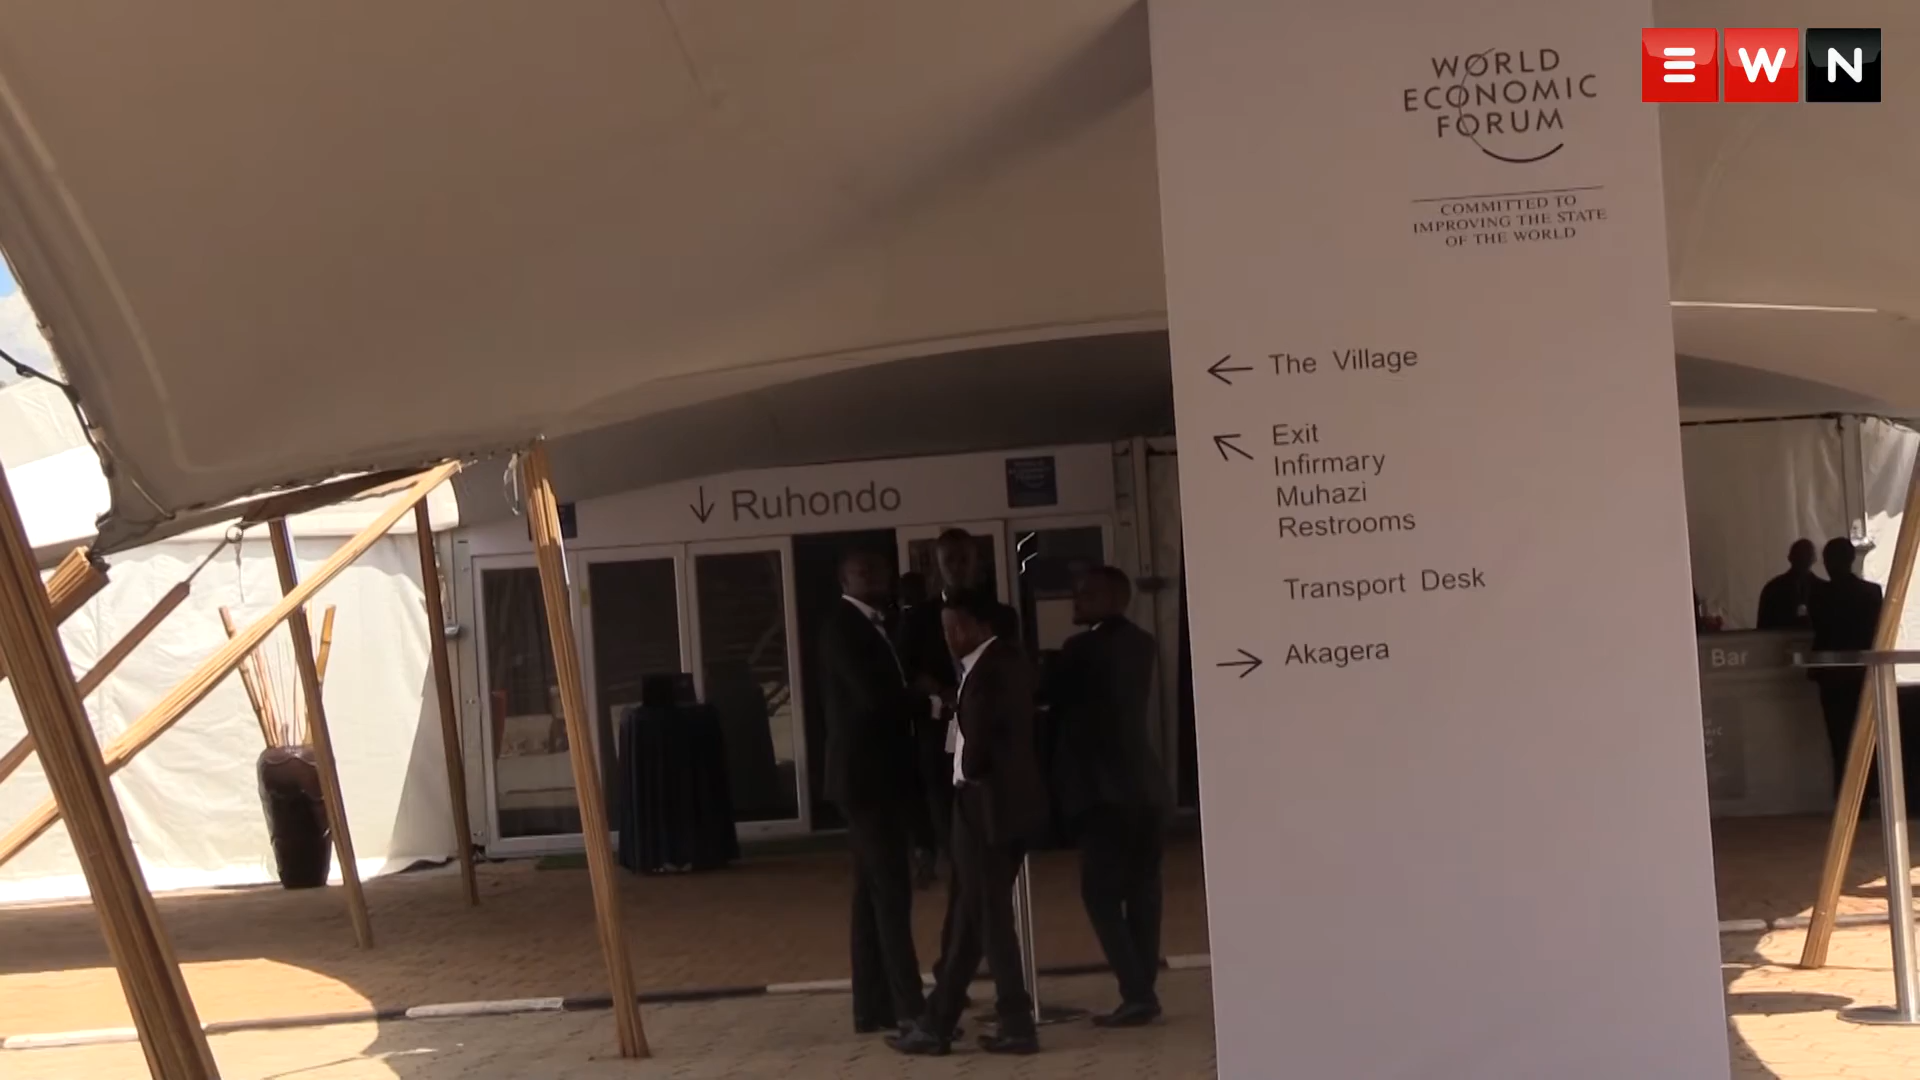 EWN
WORLD
ECONOMIC
FORUM
COMMITTED TO
IMPROVING THE STATE
OF THE WORLD
← The Village
↖ Exit
Infirmary
Muhazi
Restrooms
Transport Desk
→ Akagera
↓ Ruhondo
Bar